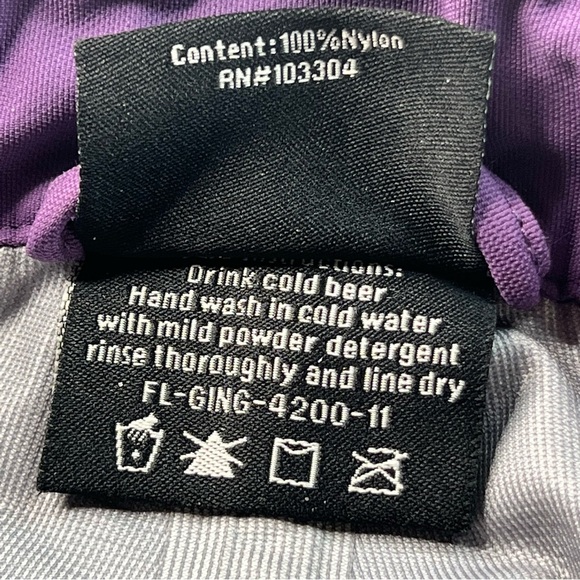 Content:100%Nylon
RN#103304
Drink cold beer
Hand wash in cold water
with mild powder detergent
rinse thoroughly and line dry
FL-GING-4200-11